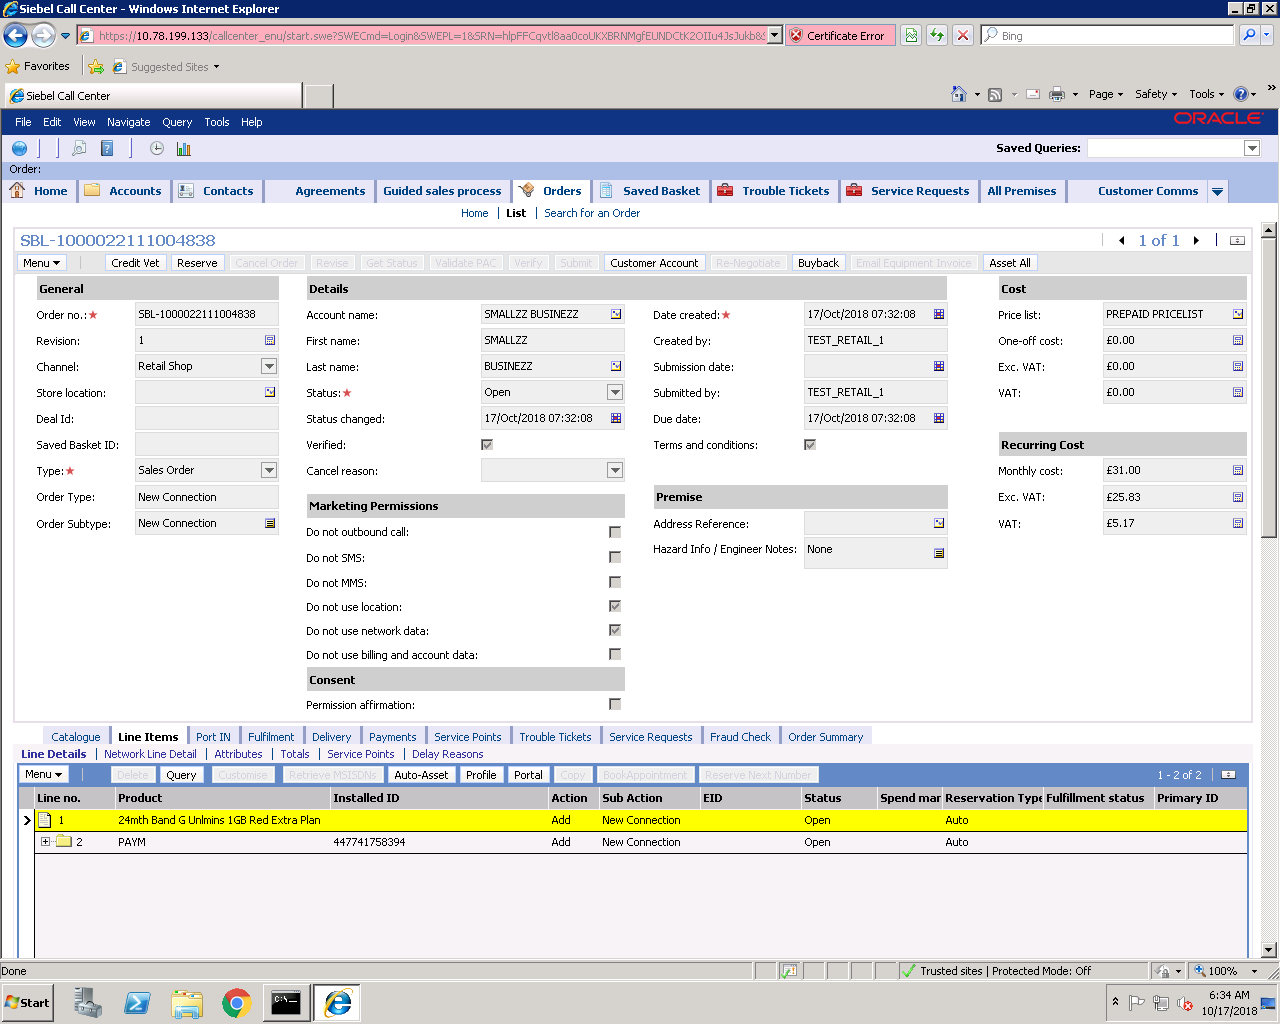 Siebel Call Center - Windows Internet Explorer
https://10.78.199.133/callcenter_enu/start.swe?SWECmd=Login&SWEPL=1&SRN=
Certificate Error
Bing
Favorites
Suggested Sites
Siebel Call Center
Page Safety Tools
File Edit View Navigate Query Tools Help
ORACLE
Saved Queries:
Order:
Home Accounts Contacts Agreements Guided sales process Orders Saved Basket Trouble Tickets Service Requests All Premises Customer Comms
Home List Search for an Order
SBL-1000022111004838
1 of 1
Menu Credit Vet Reserve Cancel Order Revise Get Status Validate PAC Verify Submit Customer Account Re-Negotiate Buyback Email Equipment Invoice Asset All
General Details Cost
Order no.: SBL-1000022111004838 Account name: SMALLZZ BUSINEZZ Date created: 17/Oct/2018 07:32:08 Price list: PREPAID PRICELIST
Revision: 1 First name: SMALLZZ Created by: TEST_RETAIL_1 One-off cost: £0.00
Channel: Retail Shop Last name: BUSINEZZ Submission date: Exc. VAT: £0.00
Store location: Status: Open Submitted by: TEST_RETAIL_1 VAT: £0.00
Deal Id: Status changed: 17/Oct/2018 07:32:08 Due date: 17/Oct/2018 07:32:08
Saved Basket ID: Verified: Terms and conditions: Recurring Cost
Type: Sales Order Cancel reason: Monthly cost: £31.00
Order Type: New Connection Marketing Permissions Premise Exc. VAT: £25.83
Order Subtype: New Connection Do not outbound call: Address Reference: VAT: £5.17
Do not SMS: Hazard Info / Engineer Notes: None
Do not MMS:
Do not use location:
Do not use network data:
Do not use billing and account data:
Consent
Permission affirmation:
Catalogue Line Items Port IN Fulfilment Delivery Payments Service Points Trouble Tickets Service Requests Fraud Check Order Summary
Line Details Network Line Detail Attributes Totals Service Points Delay Reasons
Menu Delete Query Customise Retrieve MSISDNs Auto-Asset Profile Portal Copy BookAppointment Reserve Next Number 1 - 2 of 2
Line no. Product Installed ID Action Sub Action EID Status Spend mar Reservation Type Fulfillment status Primary ID
1 24mth Band G Unlmins 1GB Red Extra Plan Add New Connection Open Auto
2 PAYM 447741758394 Add New Connection Open Auto
Done
Trusted sites | Protected Mode: Off
100%
Start
C:\
6:34 AM
10/17/2018